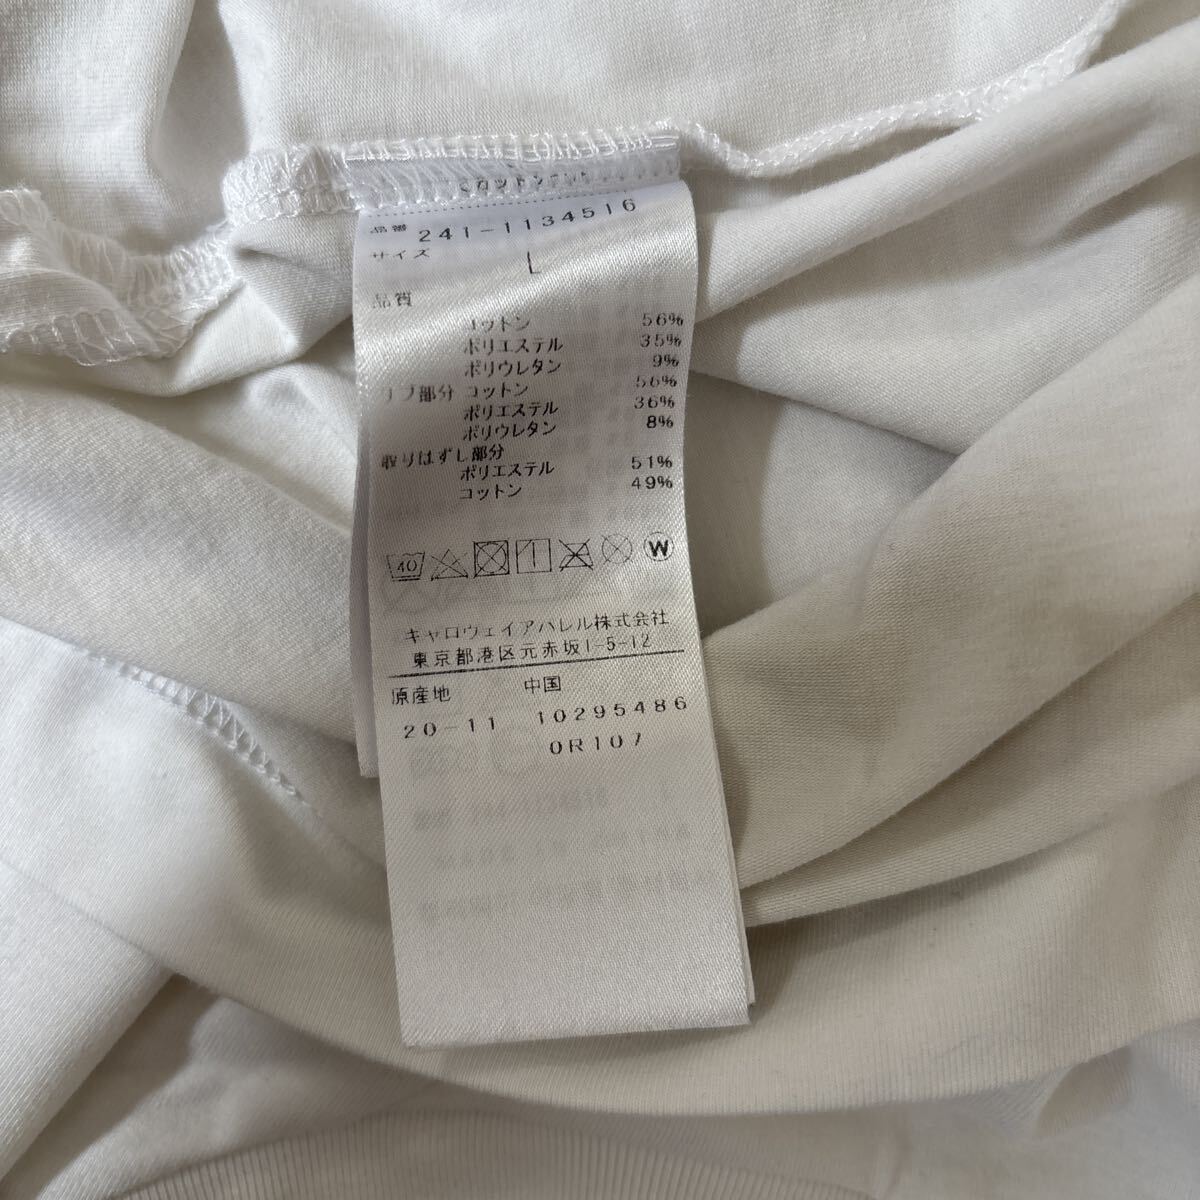 品番 241-1134516
サイズ L
品質
コットン 56%
ポリエステル 35%
ポリウレタン 9%
リブ部分 コットン 56%
ポリエステル 36%
ポリウレタン 8%
取りはずし部分
ポリエステル 51%
コットン 49%
40 W
キャロウェイアパレル株式会社
東京都港区元赤坂1-5-12
原産地 中国
20-11 10295486
0R107